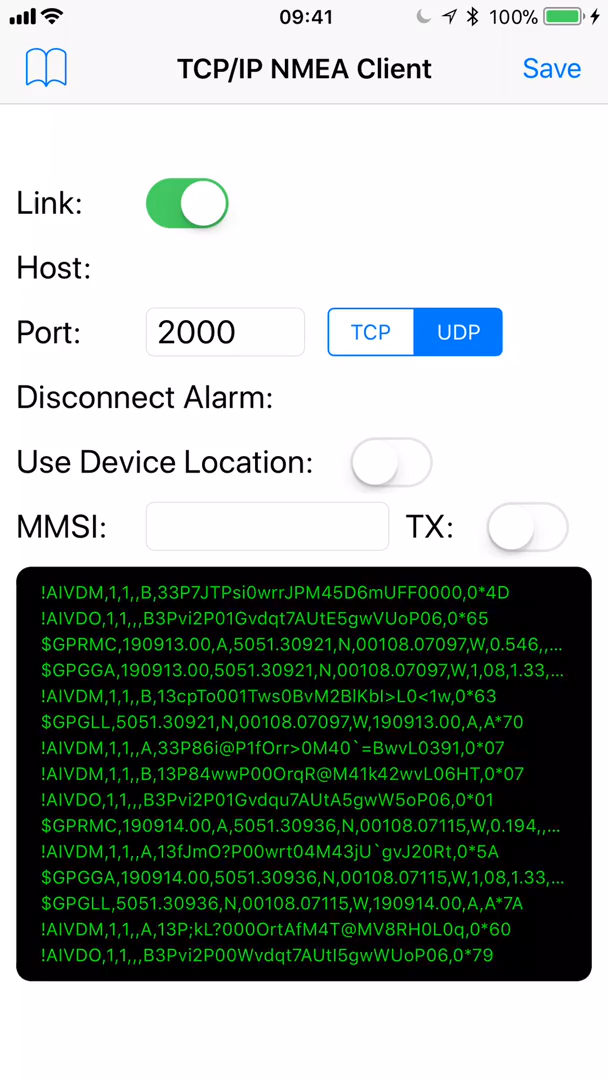 09:41 100%
TCP/IP NMEA Client Save
Link:
Host:
Port: 2000 TCP UDP
Disconnect Alarm:
Use Device Location:
MMSI: TX:
!AIVDM,1,1,,B,33P7JTPsi0wrrJPM45D6mUFF0000,0*4D
!AIVDO,1,1,,,B3Pvi2P01Gvdqt7AUtE5gwVUoP06,0*65
$GPRMC,190913.00,A,5051.30921,N,00108.07097,W,0.546,,...
$GPGGA,190913.00,5051.30921,N,00108.07097,W,1,08,1.33,...
!AIVDM,1,1,,B,13cpTo001Tws0BvM2BlKbI>L0<1w,0*63
$GPGLL,5051.30921,N,00108.07097,W,190913.00,A,A*70
!AIVDM,1,1,,A,33P86i@P1fOrr>0M40`=BwvL0391,0*07
!AIVDM,1,1,,B,13P84wwP00OrqR@M41k42wvL06HT,0*07
!AIVDO,1,1,,,B3Pvi2P01Gvdqu7AUtA5gwW5oP06,0*01
$GPRMC,190914.00,A,5051.30936,N,00108.07115,W,0.194,,...
!AIVDM,1,1,,A,13fJmO?P00wrt04M43jU`gvJ20Rt,0*5A
$GPGGA,190914.00,5051.30936,N,00108.07115,W,1,08,1.33,...
$GPGLL,5051.30936,N,00108.07115,W,190914.00,A,A*7A
!AIVDM,1,1,,A,13P;kL?000OrtAfM4T@MV8RH0L0q,0*60
!AIVDO,1,1,,,B3Pvi2P00Wvdqt7AUtI5gwWUoP06,0*79